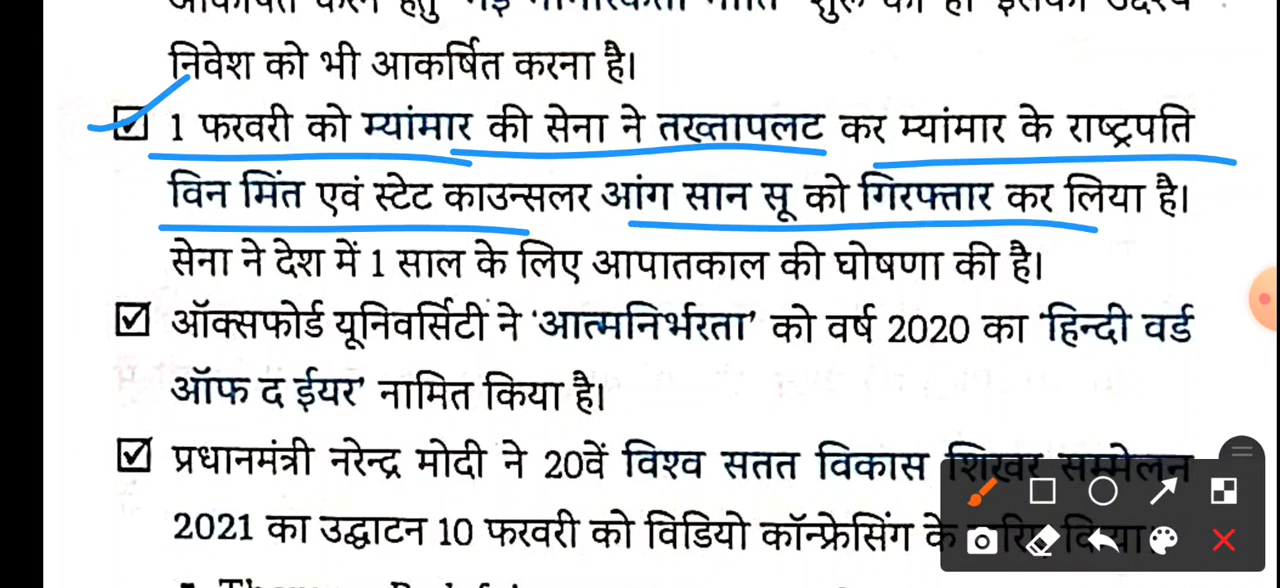 निवेश को भी आकर्षित करना है।
1 फरवरी को म्यांमार की सेना ने तख्तापलट कर म्यांमार के राष्ट्रपति
विन मिंत एवं स्टेट काउन्सलर आंग सान सू को गिरफ्तार कर लिया है।
सेना ने देश में 1 साल के लिए आपातकाल की घोषणा की है।
ऑक्सफोर्ड यूनिवर्सिटी ने 'आत्मनिर्भरता' को वर्ष 2020 का 'हिन्दी वर्ड
ऑफ द ईयर' नामित किया है।
प्रधानमंत्री नरेन्द्र मोदी ने 20वें विश्व सतत विकास शिखर सम्मेलन
2021 का उद्घाटन 10 फरवरी को विडियो कॉन्फ्रेसिंग के